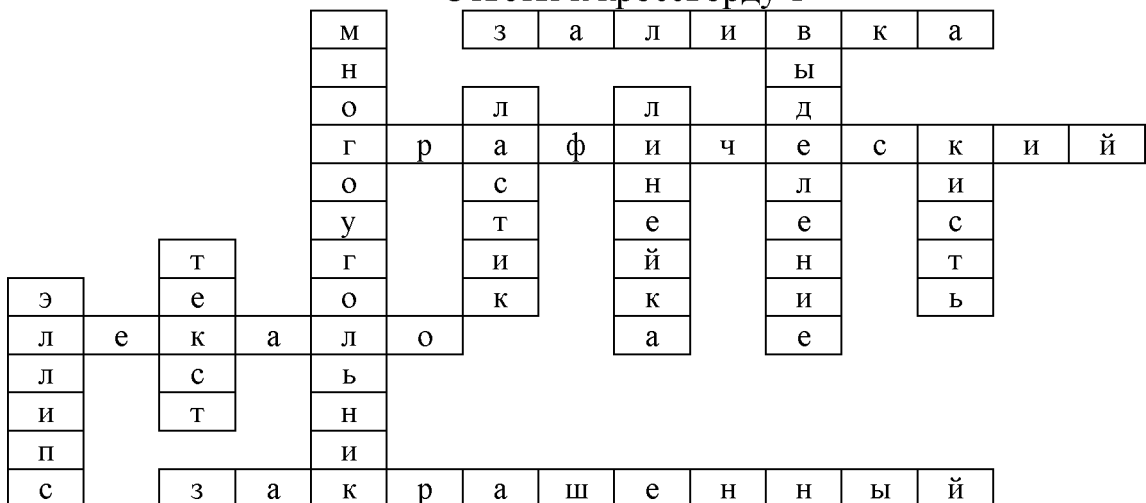 м з а л и в к а
н ы
о л л д
г р а ф и ч е с к и й
о с н л и
у т е е с
т г и й н т
э е о к к и ь
л е к а л о а е
л с ь
и т н
п и
с з а к р а ш е н н ы й